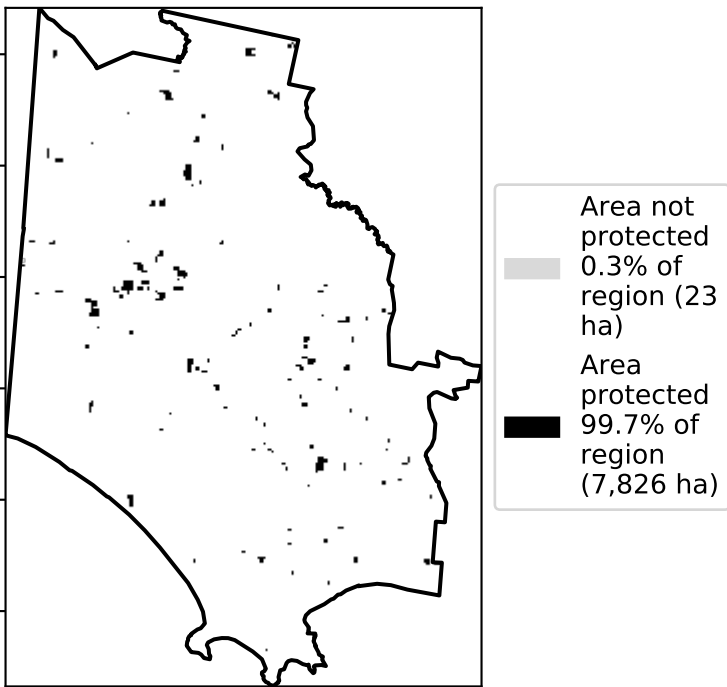 Area not
protected
0.3% of
region (23
ha)
Area
protected
99.7% of
region
(7,826 ha)